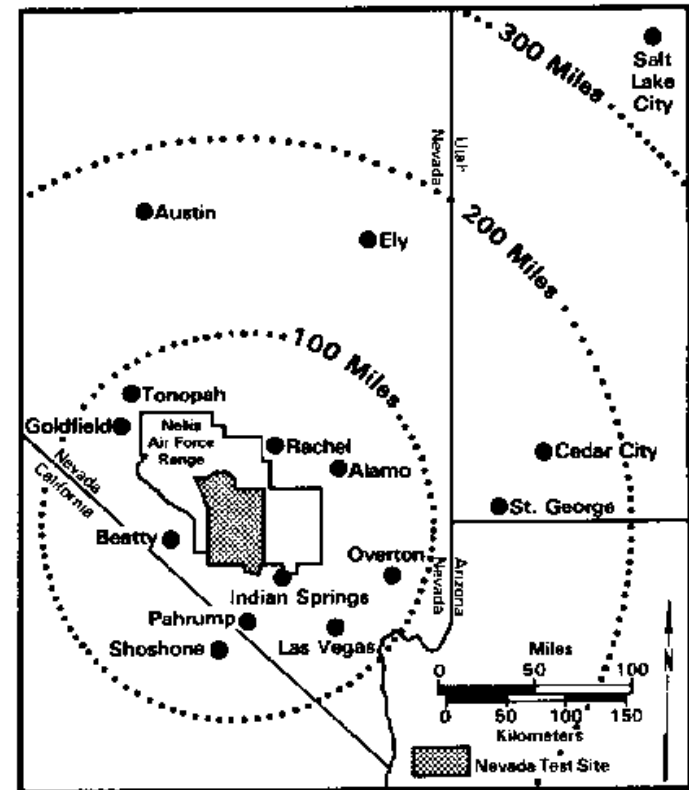 300 Miles
Salt
Lake
City
Nevada
Utah
Austin
200 Miles
Ely
100 Miles
Tonopah
Goldfield
Nellis
Air Force
Range
Rachel
Alamo
Cedar City
Nevada
California
St. George
Beatty
Overton
Arizona
Nevada
Indian Springs
Pahrump
Las Vegas
Shoshone
Miles
0 50 100
0 50 100 150
Kilometers
Nevada Test Site